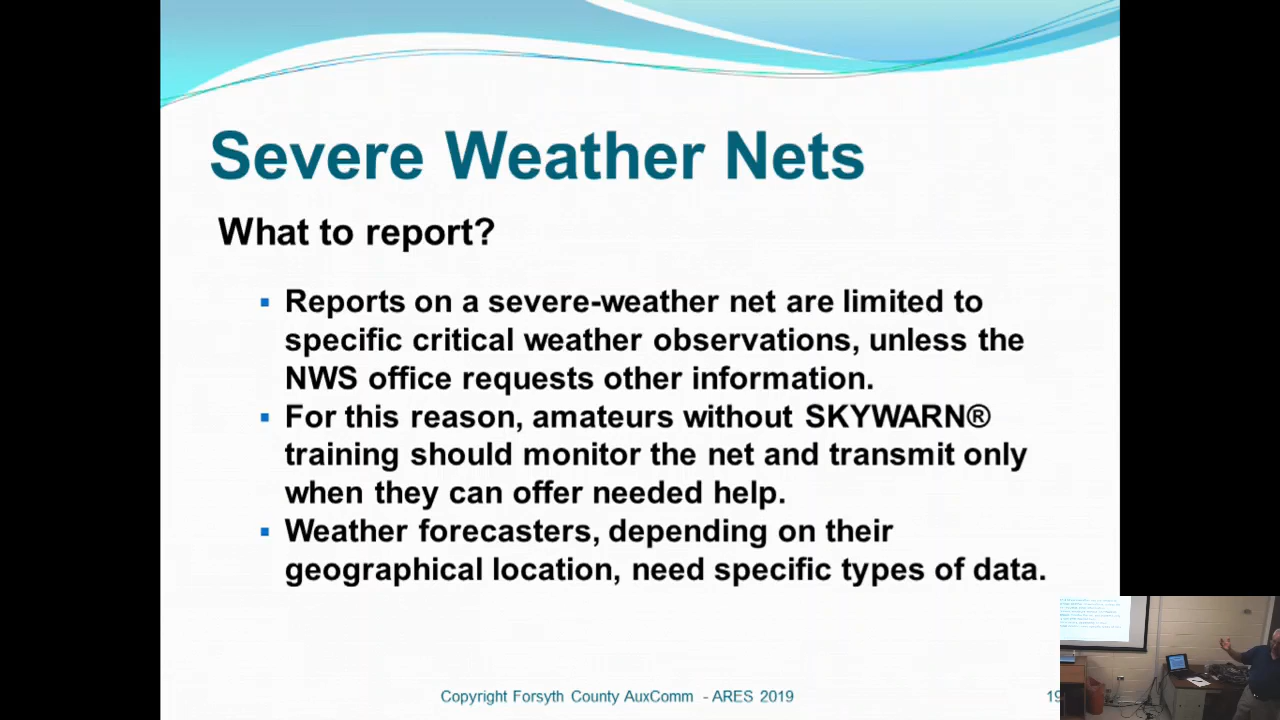 Severe Weather Nets
What to report?
▪ Reports on a severe-weather net are limited to
specific critical weather observations, unless the
NWS office requests other information.
▪ For this reason, amateurs without SKYWARN®
training should monitor the net and transmit only
when they can offer needed help.
▪ Weather forecasters, depending on their
geographical location, need specific types of data.
Copyright Forsyth County AuxComm - ARES 2019